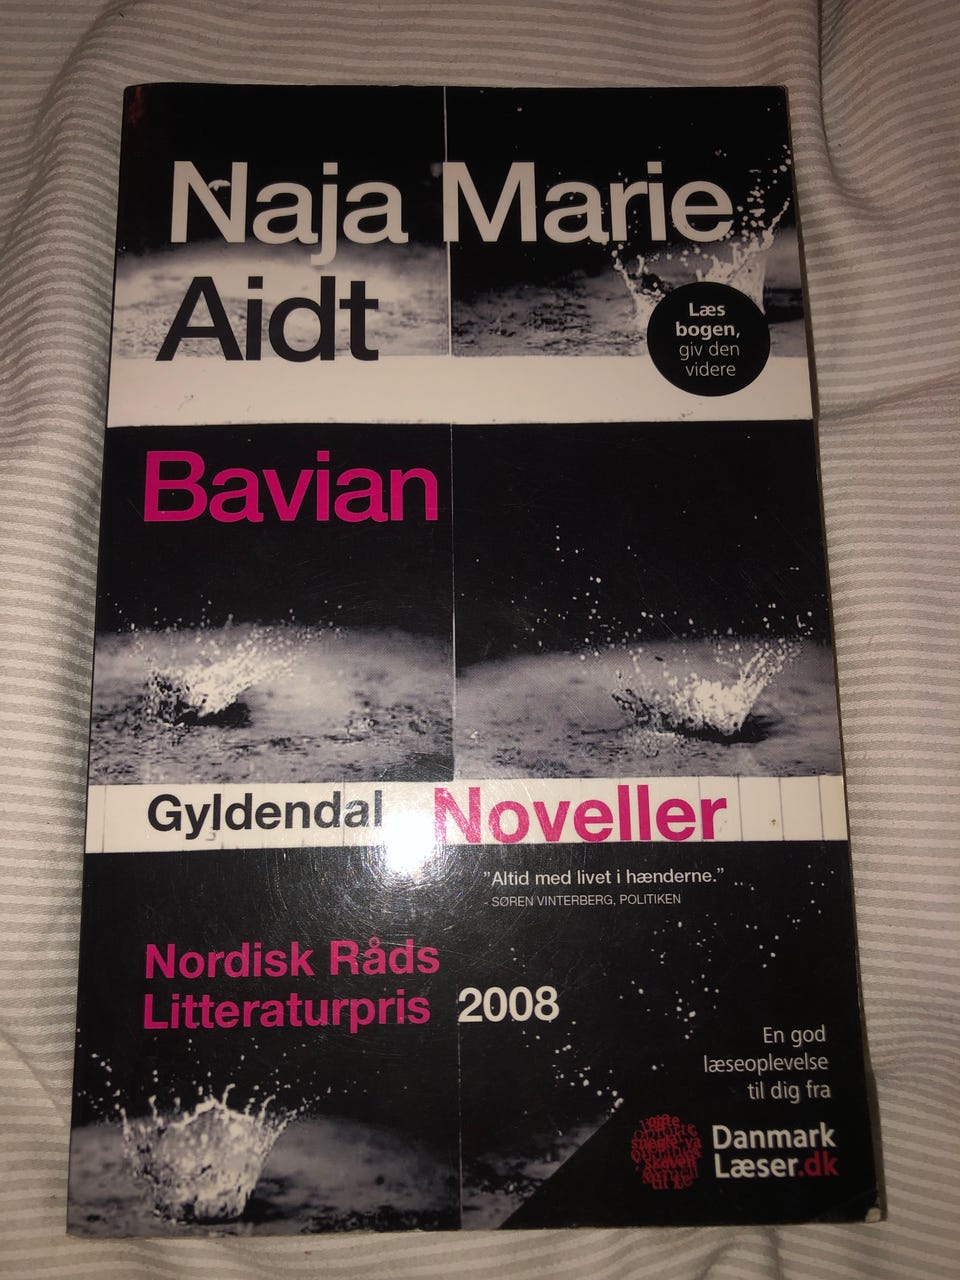 Naja Marie
Aidt
Læs
bogen,
giv den
videre
Bavian
Gyldendal
Noveller
”Altid med livet i hænderne.”
- SØREN VINTERBERG, POLITIKEN
Nordisk Råds
Litteraturpris 2008
En god
læseoplevelse
til dig fra
Danmark
Læser.dk